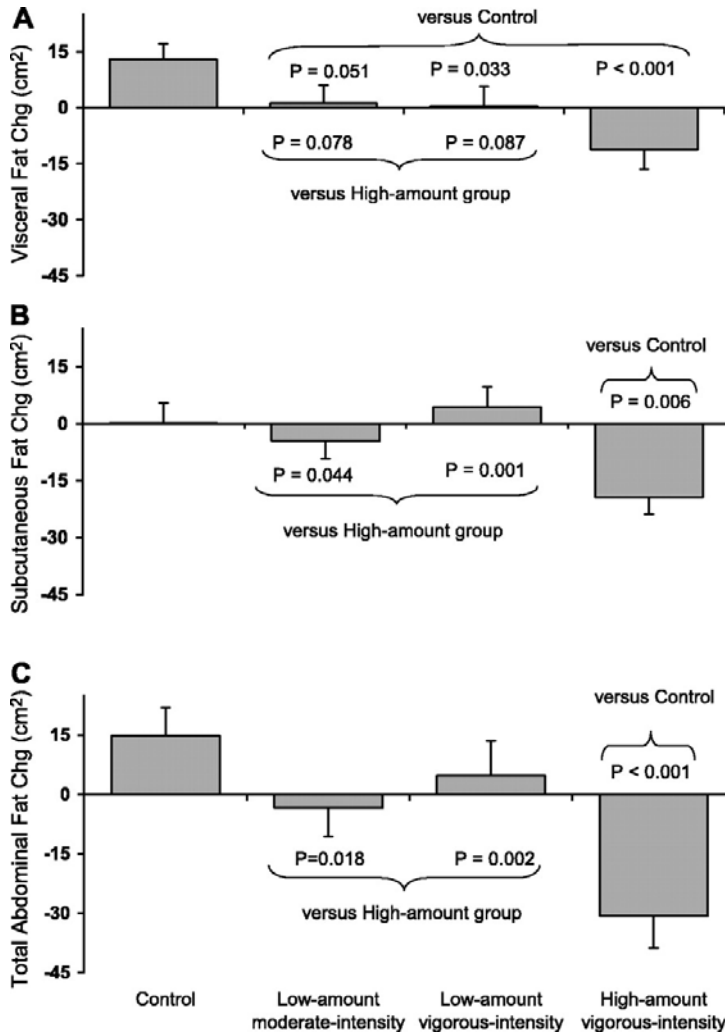 A
versus Control
Visceral Fat Chg (cm²)
15
0
-15
-30
-45
P = 0.051
P = 0.033
P < 0.001
P = 0.078
P = 0.087
versus High-amount group
B
Subcutaneous Fat Chg (cm²)
15
0
-15
-30
-45
versus Control
P = 0.006
P = 0.044
P = 0.001
versus High-amount group
C
Total Abdominal Fat Chg (cm²)
15
0
-15
-30
-45
versus Control
P < 0.001
P=0.018
P = 0.002
versus High-amount group
Control
Low-amount
moderate-intensity
Low-amount
vigorous-intensity
High-amount
vigorous-intensity